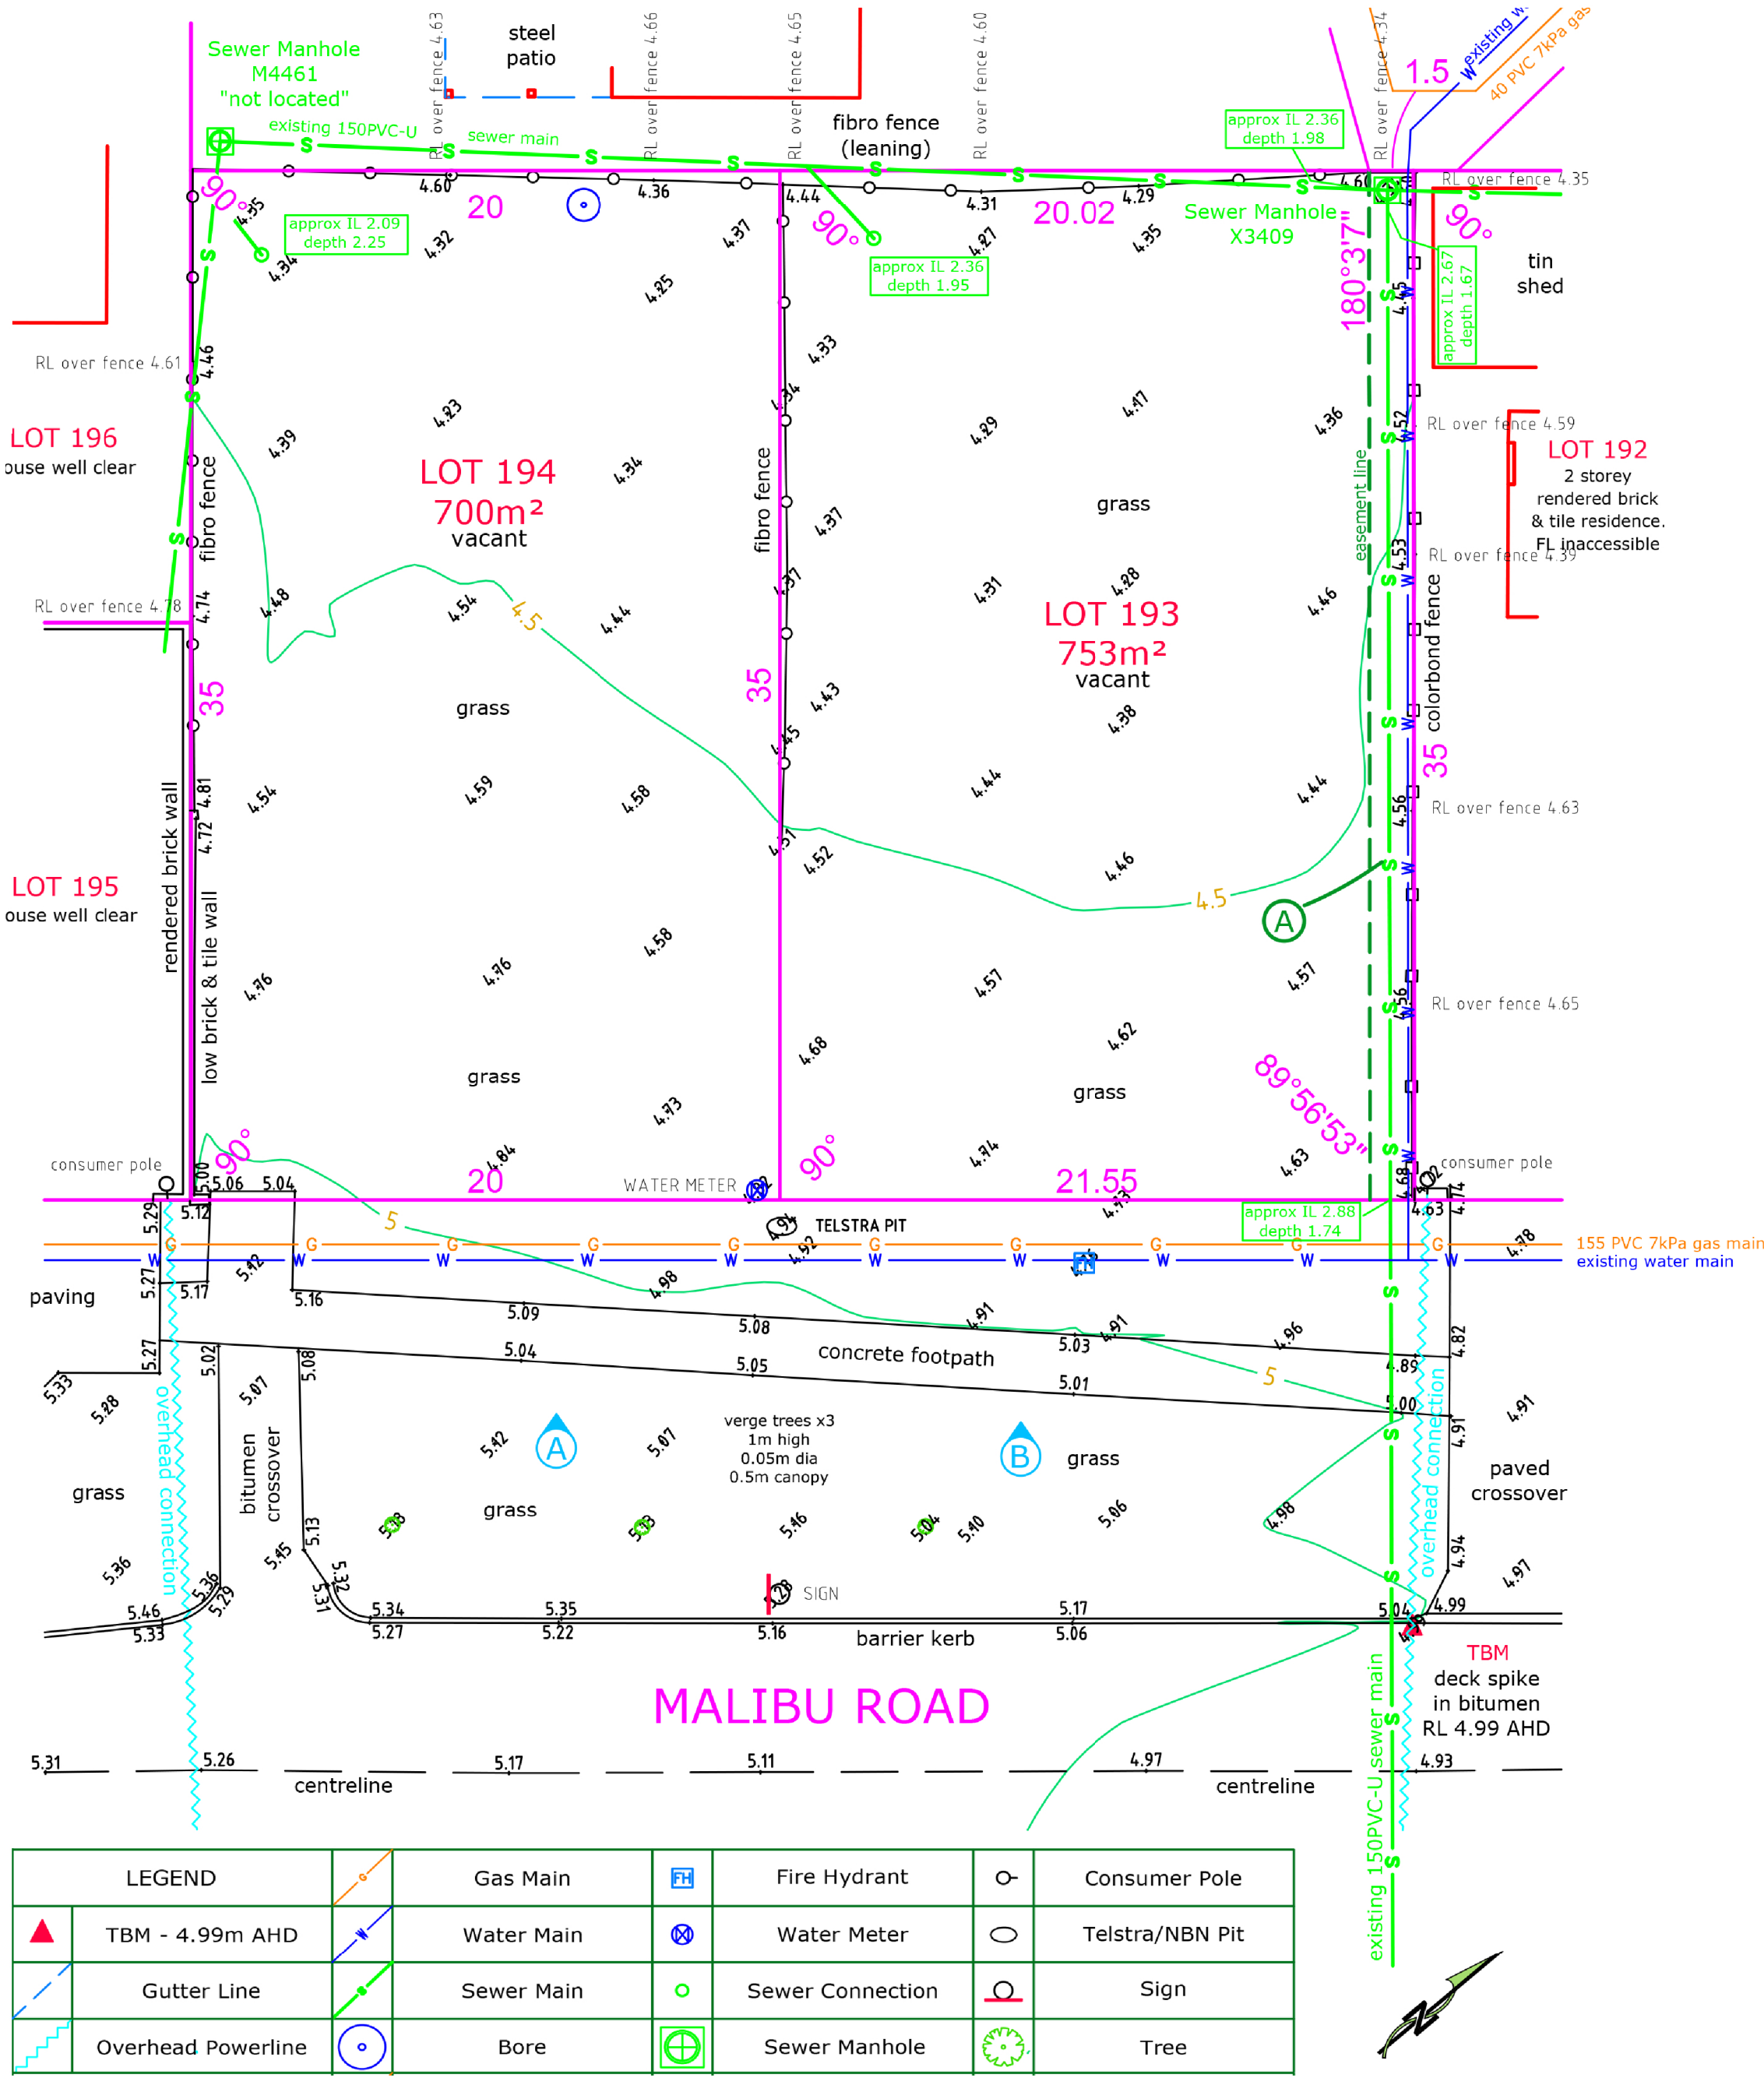 RL over fence 4.63
steel
patio
RL over fence 4.66
RL over fence 4.65
RL over fence 4.60
RL over fence 4.34
1.5
W
40 PVC 7kPa gas
Sewer Manhole
M4461
"not located"
existing 150PVC-U
sewer main
fibro fence
(leaning)
approx IL 2.36
depth 1.98
RL over fence 4.35
90°
4.55
4.34
approx IL 2.09
depth 2.25
4.60
20
4.32
4.36
4.25
4.37
4.44
90°
approx IL 2.36
depth 1.95
4.31
4.27
20.02
4.29
4.35
Sewer Manhole
X3409
4.60
180°3'7"
90°
approx IL 2.67
depth 1.67
4.45
tin
shed
RL over fence 4.61
4.46
4.33
4.34
LOT 196
ouse well clear
fibro fence
4.39
4.23
LOT 194
700m²
vacant
4.34
fibro fence
4.37
4.29
4.47
grass
4.36
easement line
4.52
RL over fence 4.59
LOT 192
2 storey
rendered brick
& tile residence.
FL inaccessible
4.53
RL over fence 4.39
RL over fence 4.78
4.74
4.48
4.54
4.5
4.44
4.37
4.31
4.28
LOT 193
753m²
vacant
4.46
colorbond fence
35
grass
35
4.43
4.45
4.38
35
rendered brick wall
4.81
4.72
4.54
4.59
4.58
4.51
4.52
4.44
4.46
4.44
4.56
RL over fence 4.63
LOT 195
ouse well clear
low brick & tile wall
4.5
A
4.76
4.76
4.58
4.57
4.57
4.56
RL over fence 4.65
4.68
4.62
grass
4.73
grass
89°56'53"
consumer pole
5.00
90°
4.84
90°
4.74
4.63
4.68
consumer pole
5.06
5.04
20
WATER METER
21.55
4.74
5.29
5.12
5
TELSTRA PIT
4.94
4.92
approx IL 2.88
depth 1.74
4.63
4.78
155 PVC 7kPa gas main
existing water main
FH
paving
5.27
5.17
5.12
5.16
4.98
5.09
5.08
4.91
5.03
4.91
4.96
4.89
4.82
5.27
5.02
5.08
5.04
5.05
concrete footpath
5.01
5
5.00
4.91
4.91
5.33
5.28
5.07
overhead connection
bitumen
crossover
5.12
A
5.07
verge trees x3
1m high
0.05m dia
0.5m canopy
B
grass
overhead connection
paved
crossover
grass
grass
5.13
5.04
5.16
5.10
5.06
4.98
4.94
4.97
5.36
5.15
5.36
5.29
5.32
5.31
SIGN
5.46
5.33
5.34
5.27
5.35
5.22
5.16
barrier kerb
5.17
5.06
5.04
4.99
MALIBU ROAD
TBM
deck spike
in bitumen
RL 4.99 AHD
existing 150PVC-U sewer main
5.31
5.26
5.17
5.11
4.97
4.93
centreline
centreline
LEGEND
Gas Main
FH
Fire Hydrant
Consumer Pole
TBM - 4.99m AHD
Water Main
Water Meter
Telstra/NBN Pit
Gutter Line
Sewer Main
Sewer Connection
Sign
Overhead Powerline
Bore
Sewer Manhole
Tree
N